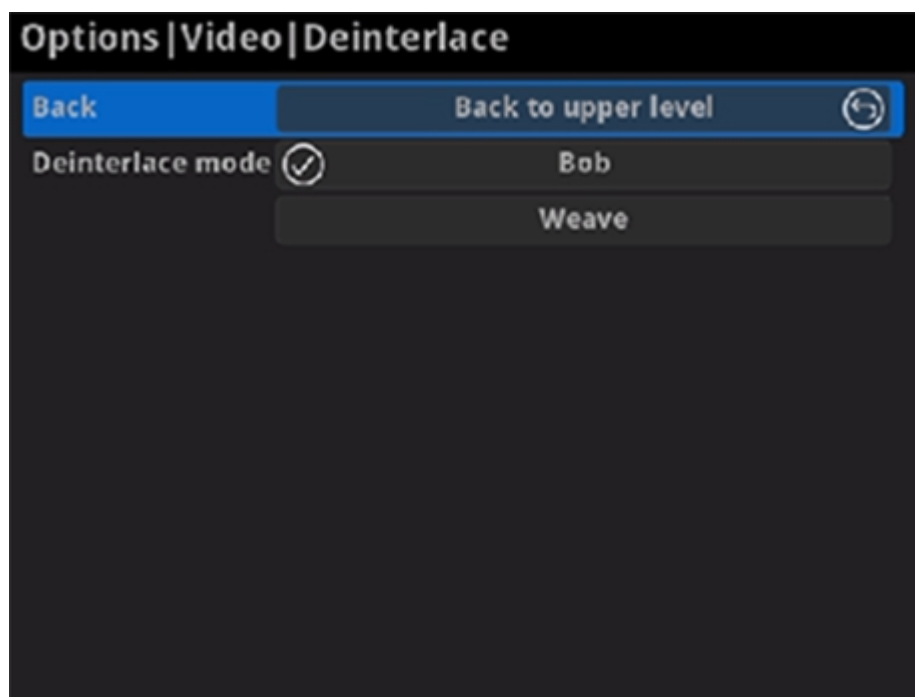 Options|Video|Deinterlace
Back Back to upper level
Deinterlace mode Bob
Weave